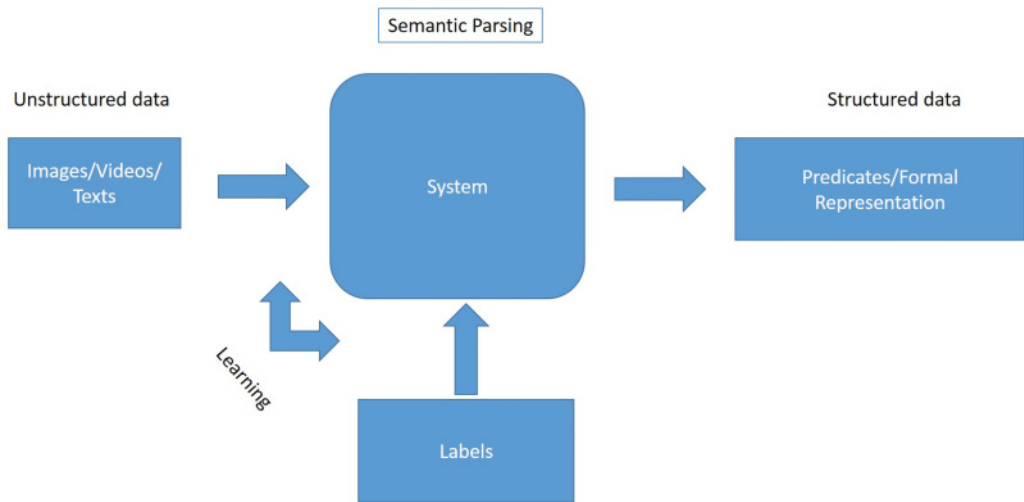 Semantic Parsing
Unstructured data
Structured data
Images/Videos/
Texts
System
Predicates/Formal
Representation
Learning
Labels